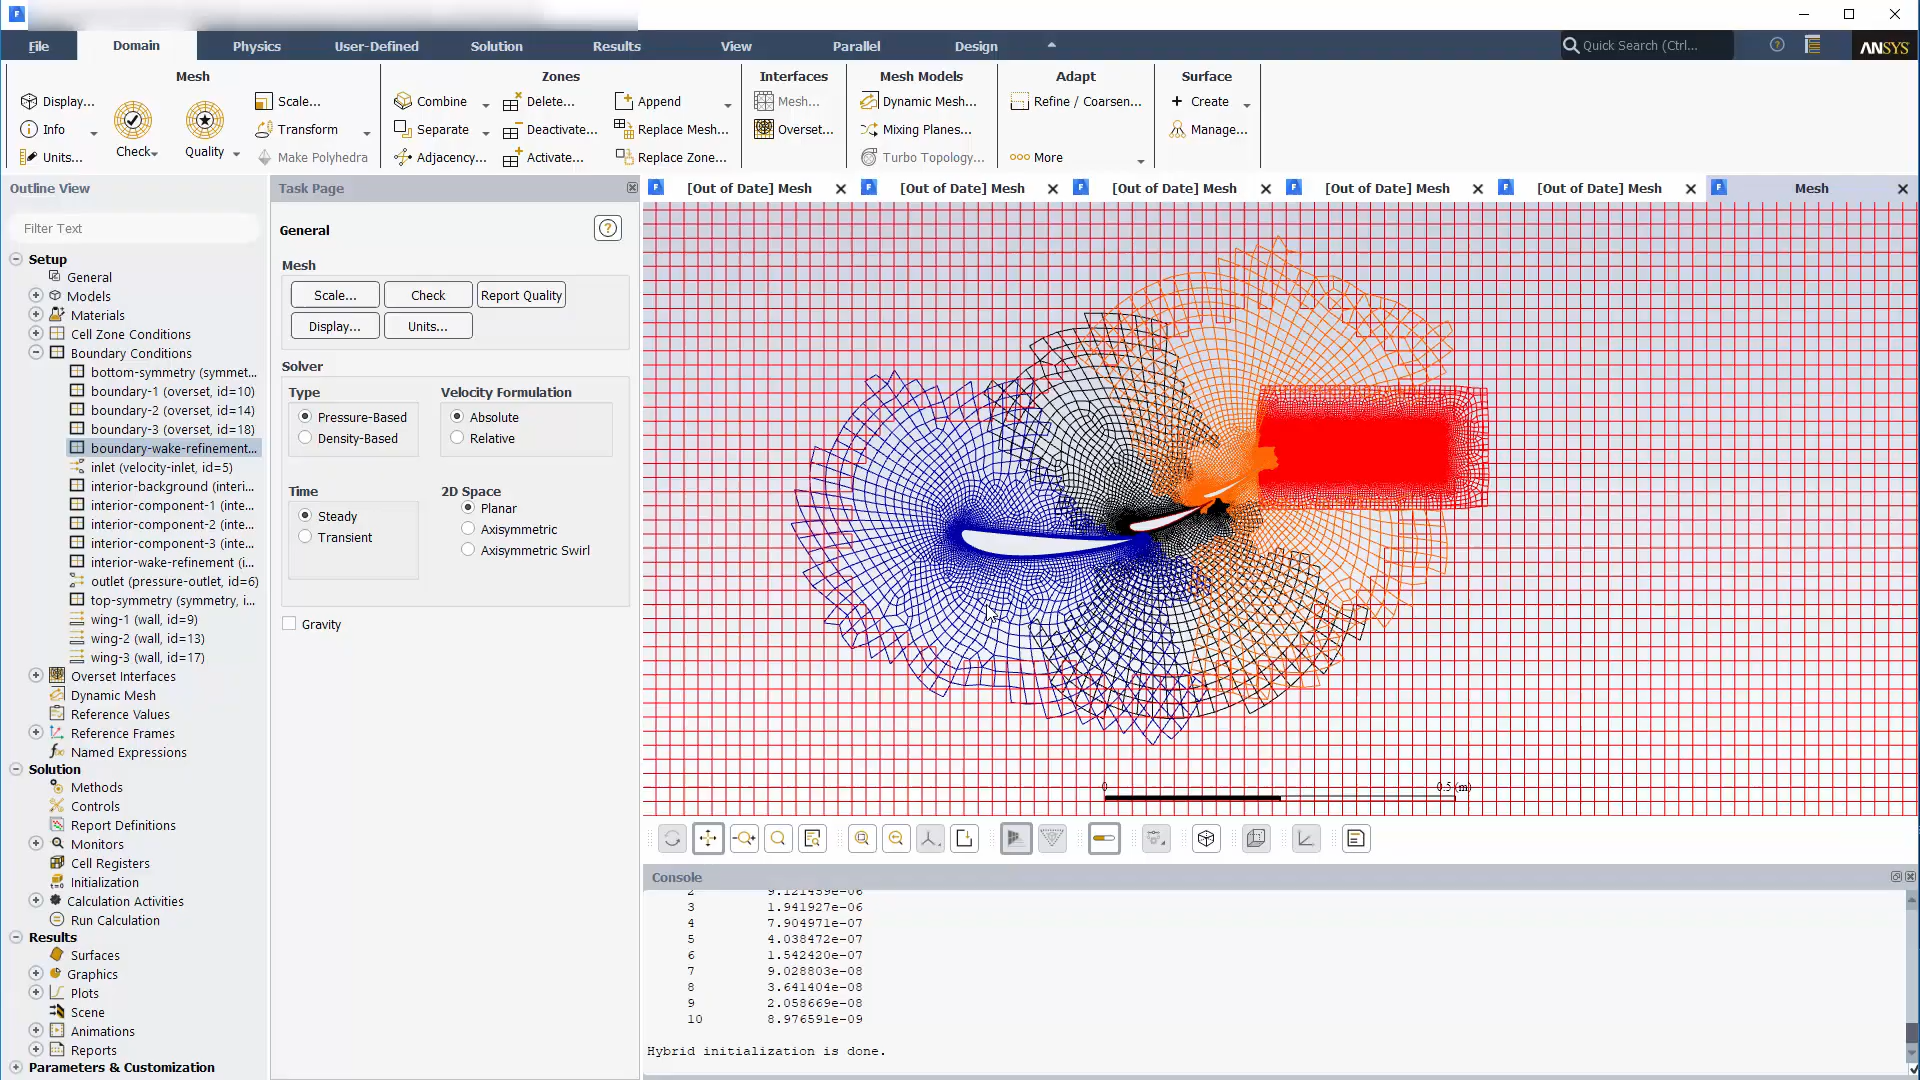 File
Domain
Physics
User-Defined
Solution
Results
View
Parallel
Design
Quick Search (Ctrl...
ANSYS
Mesh
Zones
Interfaces
Mesh Models
Adapt
Surface
Display...
Info
Units...
Check
Quality
Scale...
Transform
Make Polyhedra
Combine
Separate
Adjacency...
Delete...
Deactivate...
Activate...
Append
Replace Mesh...
Replace Zone...
Mesh...
Overset...
Dynamic Mesh...
Mixing Planes...
Turbo Topology...
Refine / Coarsen...
More
Create
Manage...
Outline View
Filter Text
Setup
General
Models
Materials
Cell Zone Conditions
Boundary Conditions
bottom-symmetry (symmet...
boundary-1 (overset, id=10)
boundary-2 (overset, id=14)
boundary-3 (overset, id=18)
boundary-wake-refinement...
inlet (velocity-inlet, id=5)
interior-background (interi...
interior-component-1 (inte...
interior-component-2 (inte...
interior-component-3 (inte...
interior-wake-refinement (i...
outlet (pressure-outlet, id=6)
top-symmetry (symmetry, i...
wing-1 (wall, id=9)
wing-2 (wall, id=13)
wing-3 (wall, id=17)
Overset Interfaces
Dynamic Mesh
Reference Values
Reference Frames
Named Expressions
Solution
Methods
Controls
Report Definitions
Monitors
Cell Registers
Initialization
Calculation Activities
Run Calculation
Results
Surfaces
Graphics
Plots
Scene
Animations
Reports
Parameters & Customization
Task Page
General
Mesh
Scale...
Check
Report Quality
Display...
Units...
Solver
Type
Pressure-Based
Density-Based
Velocity Formulation
Absolute
Relative
Time
Steady
Transient
2D Space
Planar
Axisymmetric
Axisymmetric Swirl
Gravity
[Out of Date] Mesh
[Out of Date] Mesh
[Out of Date] Mesh
[Out of Date] Mesh
[Out of Date] Mesh
Mesh
0
0.5 (m)
Console
2 9.121459e-06
3 1.941927e-06
4 7.904971e-07
5 4.038472e-07
6 1.542420e-07
7 9.028803e-08
8 3.641404e-08
9 2.058669e-08
10 8.976591e-09
Hybrid initialization is done.